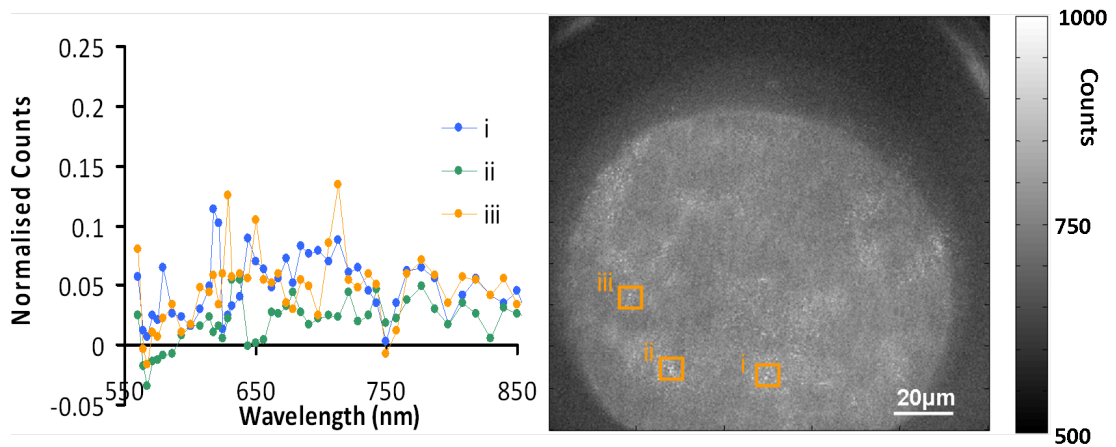 0.25
0.2
0.15
0.1
0.05
0
-0.05
Normalised Counts
550
650
750
850
Wavelength (nm)
i
ii
iii
iii
ii
i
20µm
1000
750
500
Counts